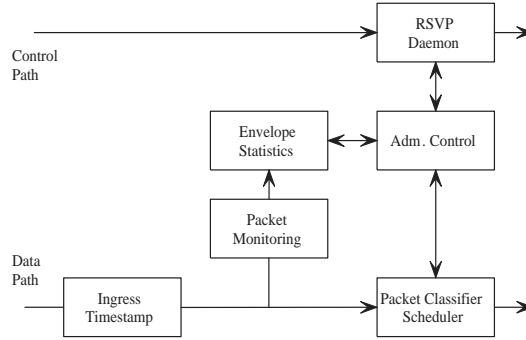 RSVP
Daemon
Control
Path
Envelope
Statistics
Adm. Control
Packet
Monitoring
Data
Path
Ingress
Timestamp
Packet Classifier
Scheduler